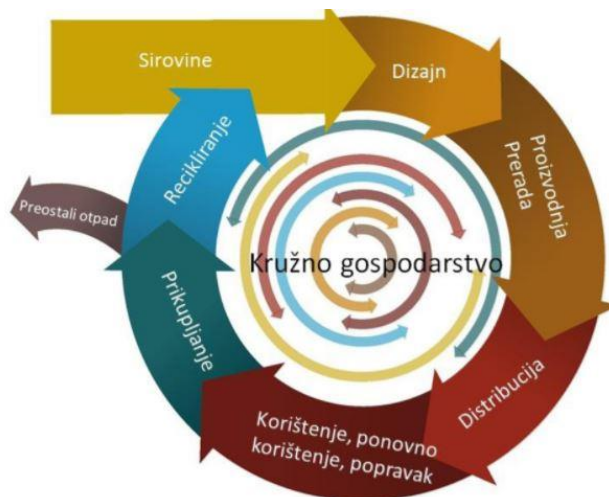 Sirovine
Dizajn
Proizvodnja
Prerada
Distribucija
Korištenje, ponovno
korištenje, popravak
Prikupljanje
Recikliranje
Preostali otpad
Kružno gospodarstvo